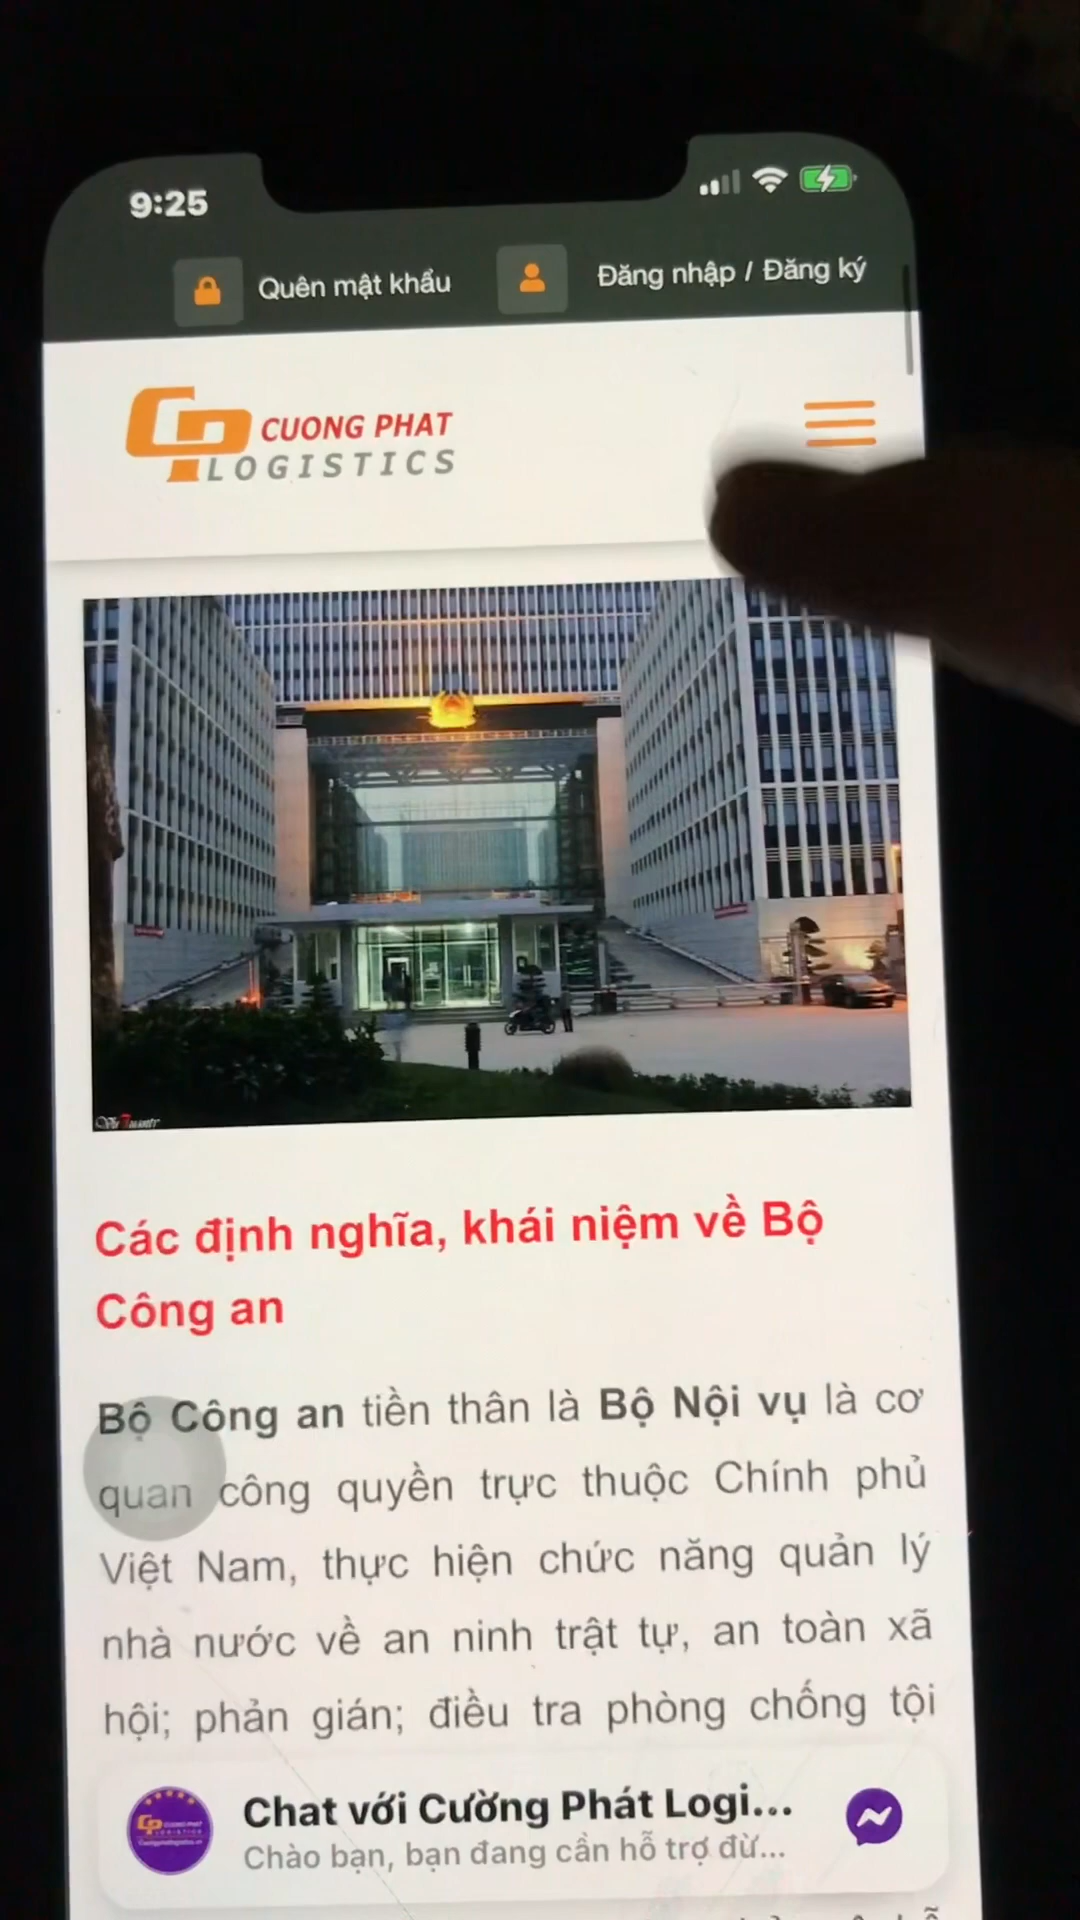 9:25
Quên mật khẩu
Đăng nhập / Đăng ký
CUONG PHAT
LOGISTICS
Các định nghĩa, khái niệm về Bộ
Công an
Bộ Công an tiền thân là Bộ Nội vụ là cơ
quan công quyền trực thuộc Chính phủ
Việt Nam, thực hiện chức năng quản lý
nhà nước về an ninh trật tự, an toàn xã
hội; phản gián; điều tra phòng chống tội
Chat với Cường Phát Logi...
Chào bạn, bạn đang cần hỗ trợ đừ...